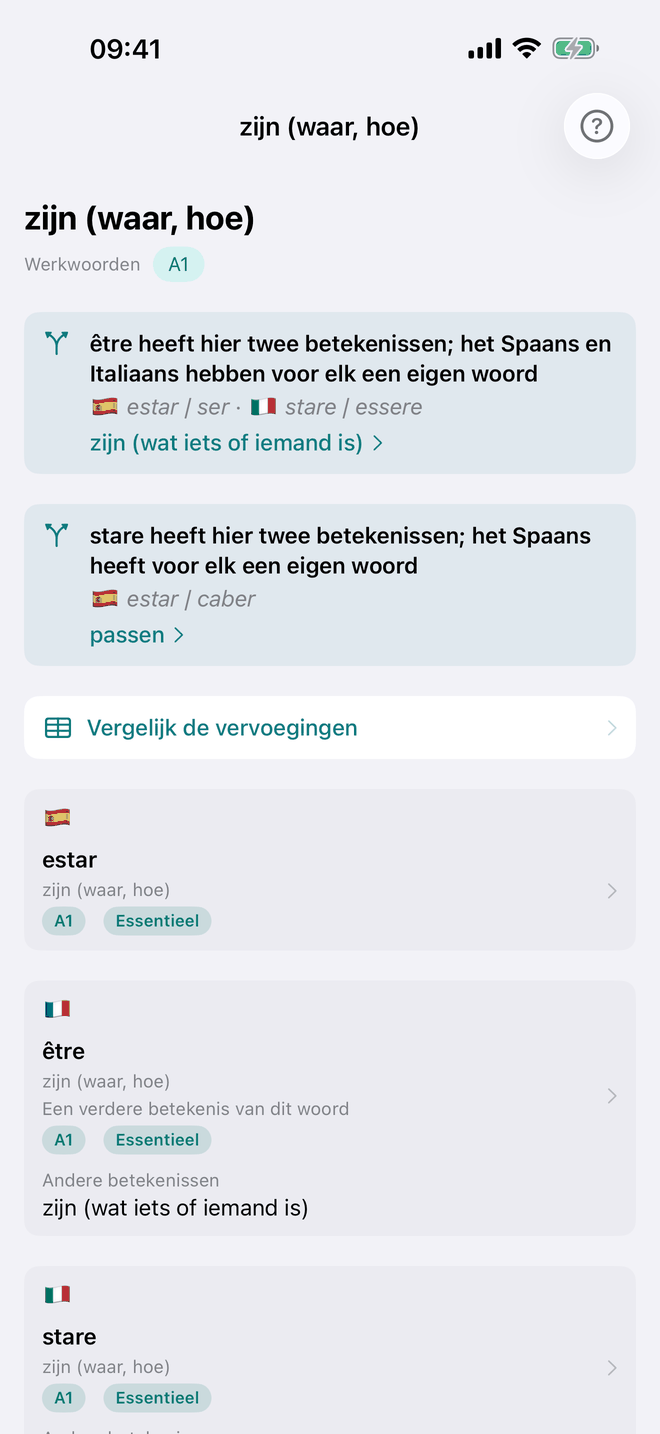 09:41
zijn (waar, hoe)
zijn (waar, hoe)
Werkwoorden A1
être heeft hier twee betekenissen; het Spaans en
Italiaans hebben voor elk een eigen woord
estar / ser · stare / essere
zijn (wat iets of iemand is)
stare heeft hier twee betekenissen; het Spaans
heeft voor elk een eigen woord
estar / caber
passen
Vergelijk de vervoegingen
estar
zijn (waar, hoe)
A1 Essentieel
être
zijn (waar, hoe)
Een verdere betekenis van dit woord
A1 Essentieel
Andere betekenissen
zijn (wat iets of iemand is)
stare
zijn (waar, hoe)
A1 Essentieel